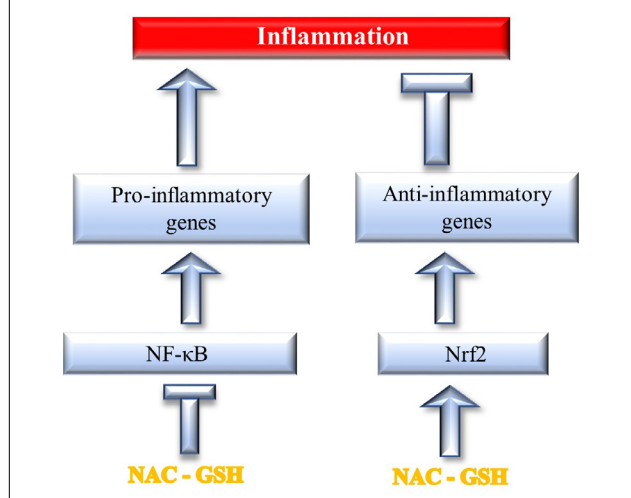 Inflammation
Pro-inflammatory
genes
Anti-inflammatory
genes
NF-κB
Nrf2
NAC - GSH
NAC - GSH